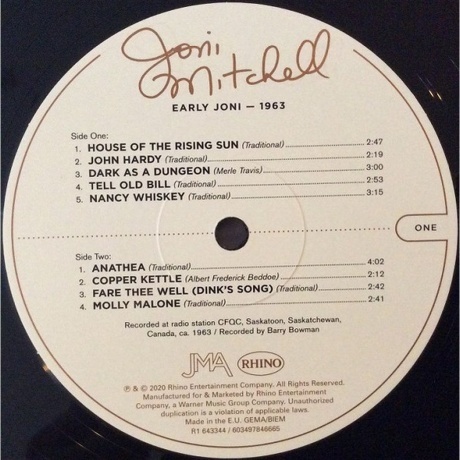 Joni
Mitchell
EARLY JONI — 1963
Side One:
1. HOUSE OF THE RISING SUN (Traditional) 2:47
2. JOHN HARDY (Traditional) 2:19
3. DARK AS A DUNGEON (Merle Travis) 3:00
4. TELL OLD BILL (Traditional) 2:53
5. NANCY WHISKEY (Traditional) 3:15
ONE
Side Two:
1. ANATHEA (Traditional) 4:02
2. COPPER KETTLE (Albert Frederick Beddoe) 2:12
3. FARE THEE WELL (DINK'S SONG) (Traditional) 2:42
4. MOLLY MALONE (Traditional) 2:41
Recorded at radio station CFQC, Saskatoon, Saskatchewan,
Canada, ca. 1963 / Recorded by Barry Bowman
JMA RHINO
℗ & © 2020 Rhino Entertainment Company. All Rights Reserved.
Manufactured for & Marketed by Rhino Entertainment
Company, a Warner Music Group Company. Unauthorized
duplication is a violation of applicable laws.
Made in the E.U. GEMA/BIEM
R1 643344 / 603497846665